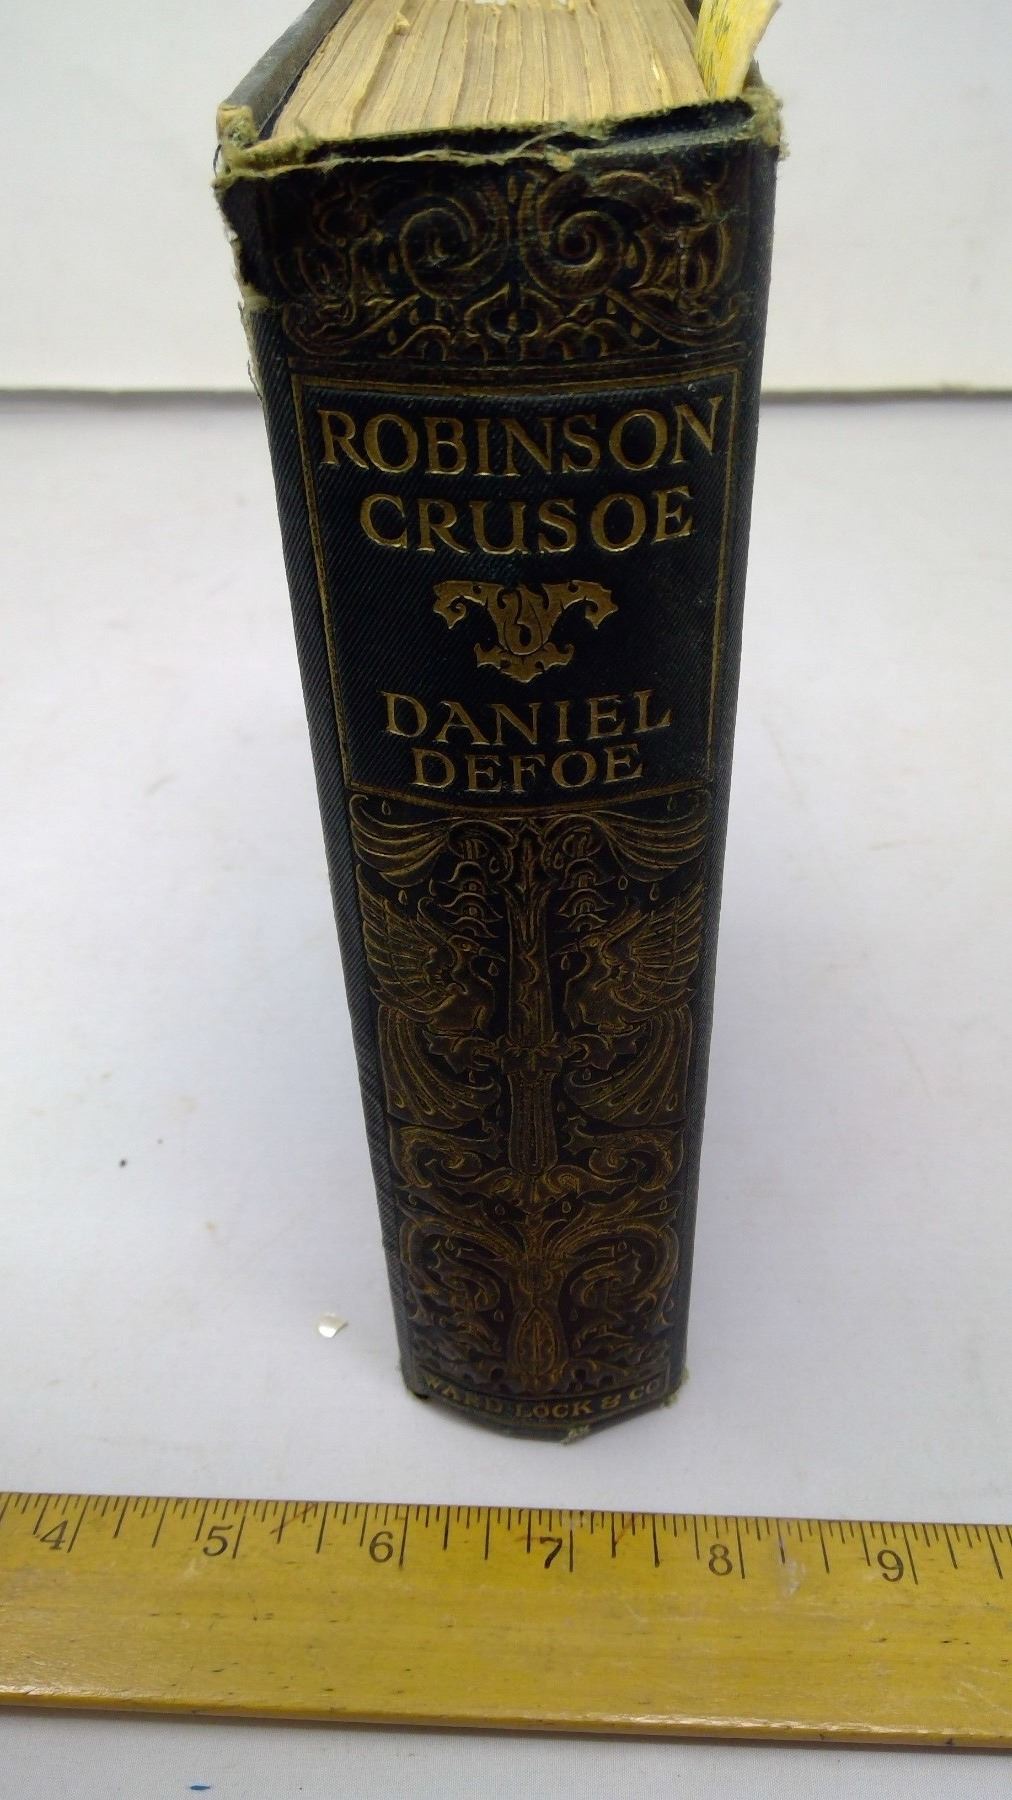 ROBINSON
CRUSOE
DANIEL
DEFOE
WARD LOCK & CO
4 5 6 7 8 9